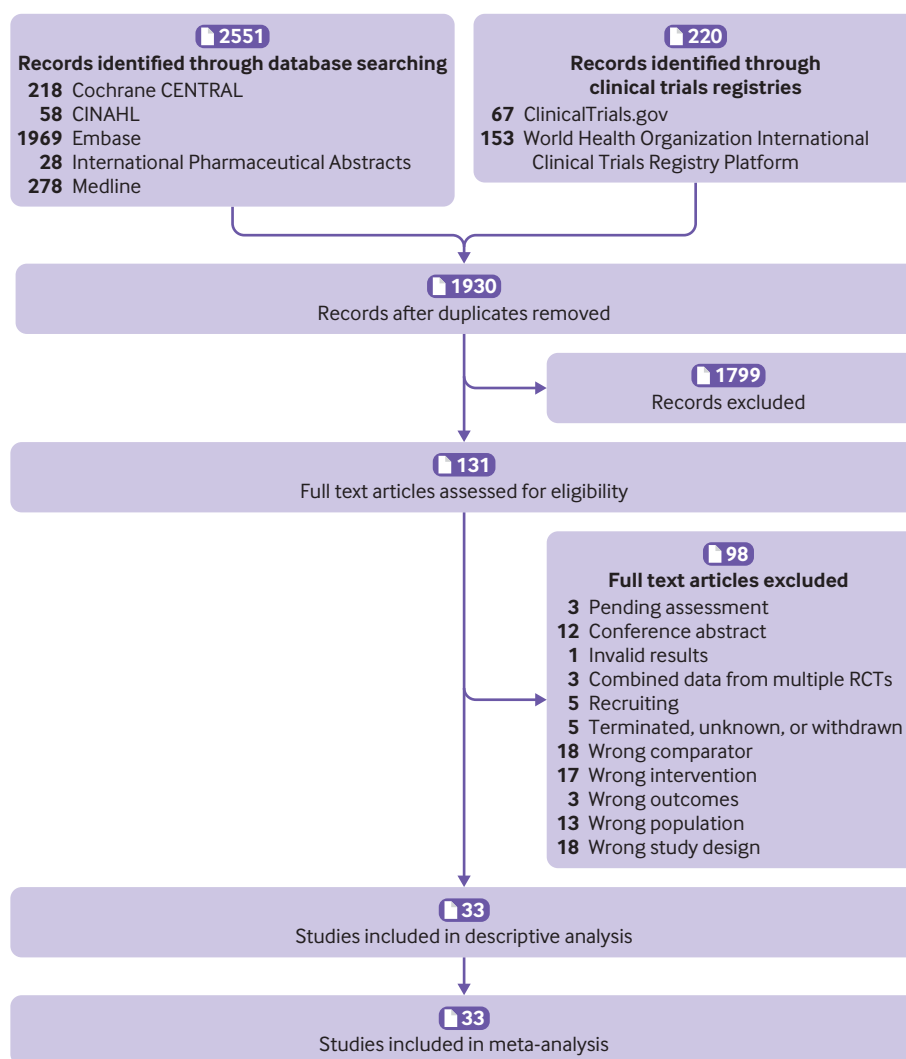 2551
Records identified through database searching
218 Cochrane CENTRAL
58 CINAHL
1969 Embase
28 International Pharmaceutical Abstracts
278 Medline
220
Records identified through
clinical trials registries
67 ClinicalTrials.gov
153 World Health Organization International
Clinical Trials Registry Platform
1930
Records after duplicates removed
1799
Records excluded
131
Full text articles assessed for eligibility
98
Full text articles excluded
3 Pending assessment
12 Conference abstract
1 Invalid results
3 Combined data from multiple RCTs
5 Recruiting
5 Terminated, unknown, or withdrawn
18 Wrong comparator
17 Wrong intervention
3 Wrong outcomes
13 Wrong population
18 Wrong study design
33
Studies included in descriptive analysis
33
Studies included in meta-analysis